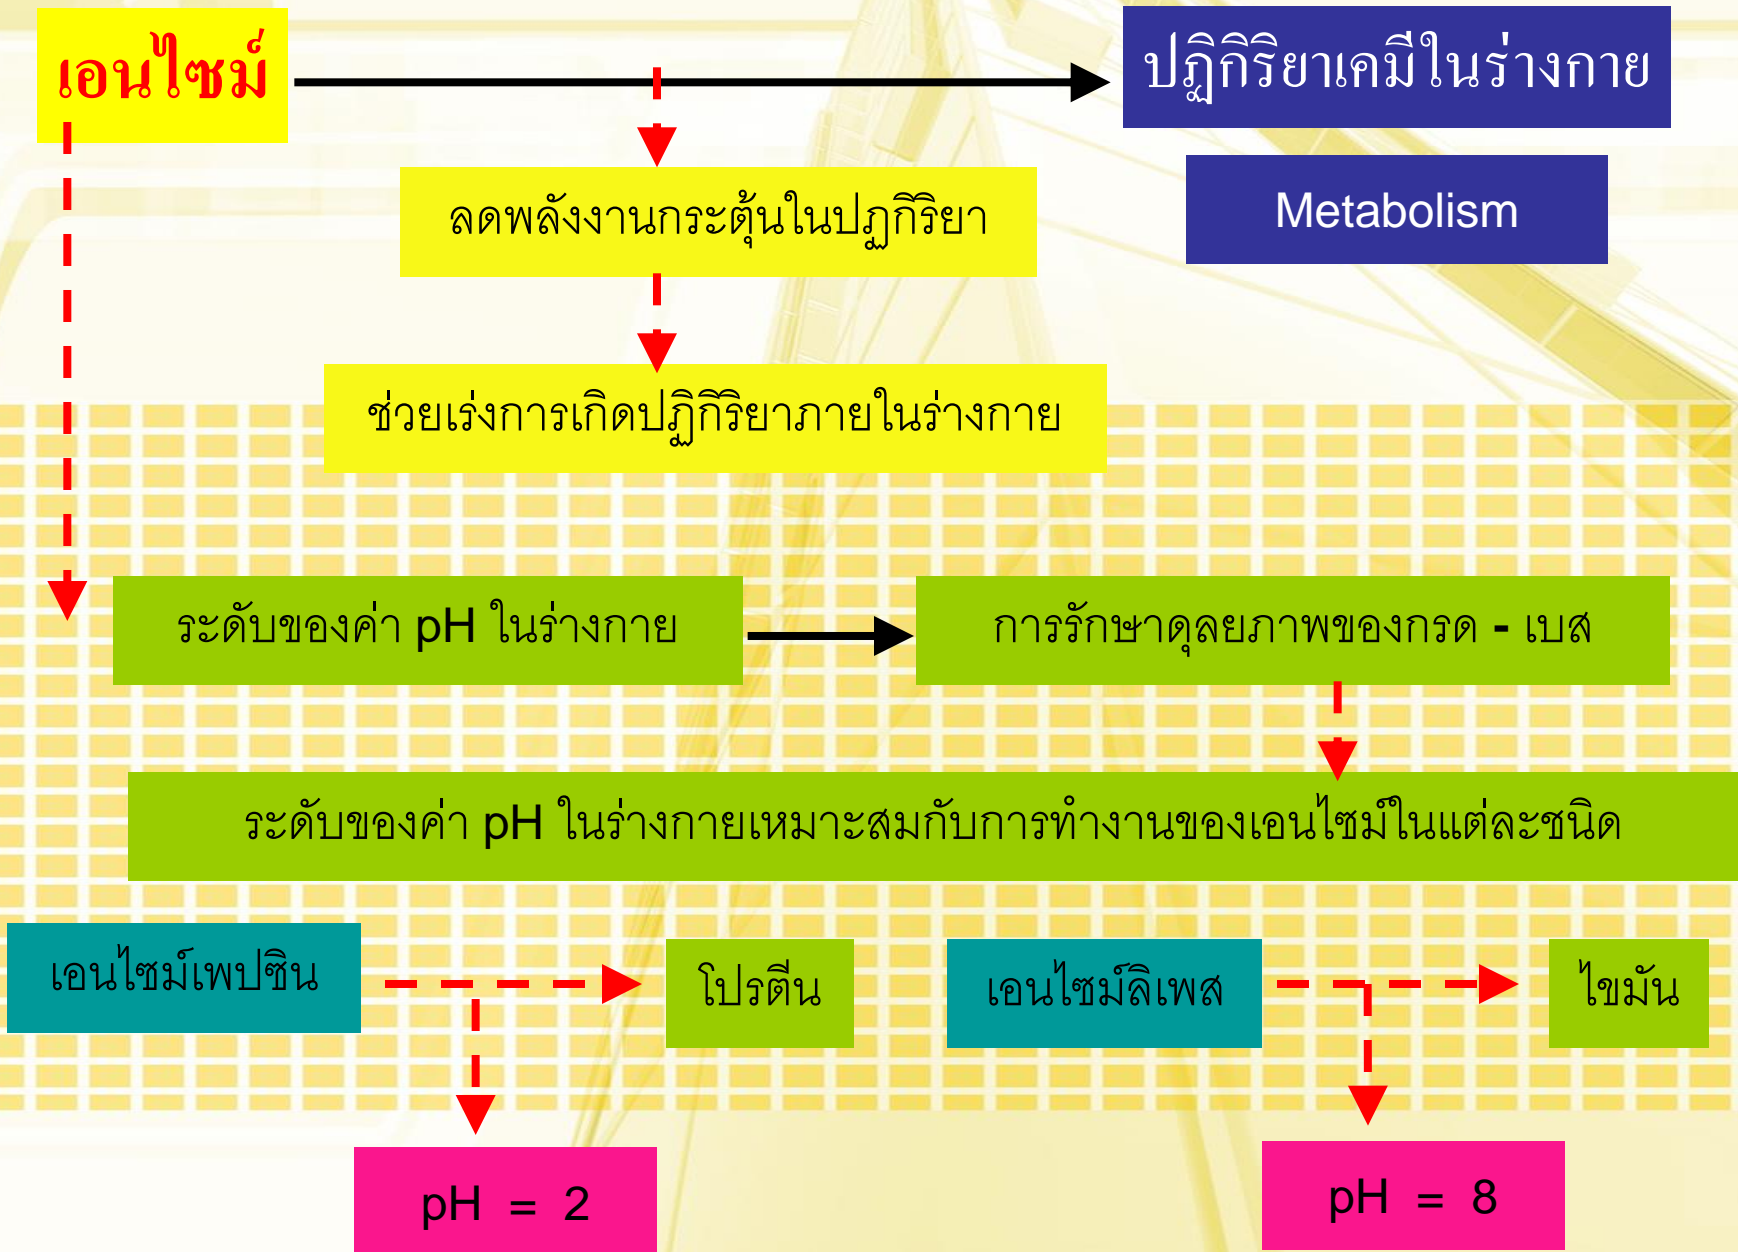 เอนไซม์
ปฏิกิริยาเคมีในร่างกาย
ลดพลังงานกระตุ้นในปฏกิริยา
Metabolism
ช่วยเร่งการเกิดปฏิกิริยาภายในร่างกาย
ระดับของค่า pH ในร่างกาย
การรักษาดุลยภาพของกรด - เบส
ระดับของค่า pH ในร่างกายเหมาะสมกับการทำงานของเอนไซม์ในแต่ละชนิด
เอนไซม์เพปซิน
โปรตีน
เอนไซม์ลิเพส
ไขมัน
pH = 2
pH = 8